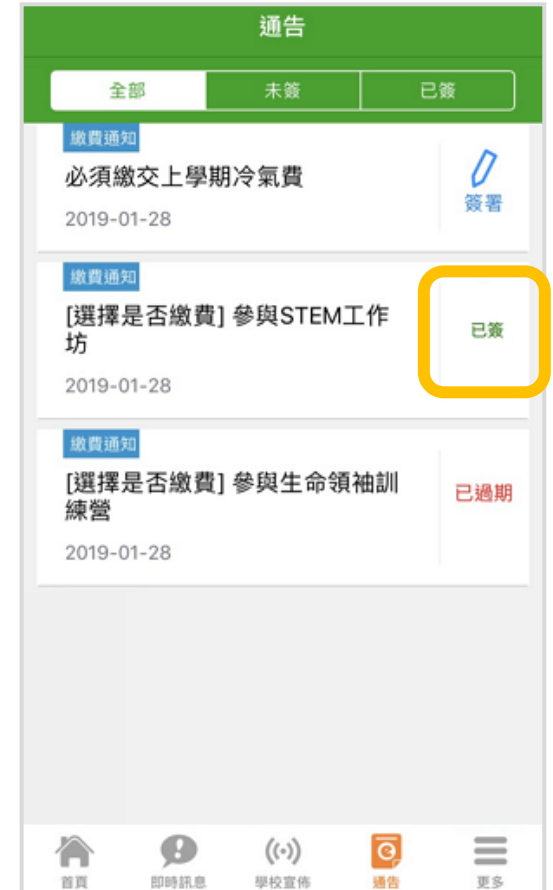 通告
全部 未簽 已簽
繳費通知
必須繳交上學期冷氣費
簽署
2019-01-28
繳費通知
[選擇是否繳費] 參與STEM工作
坊
已簽
2019-01-28
繳費通知
[選擇是否繳費] 參與生命領袖訓
練營
已過期
2019-01-28
首頁 即時訊息 學校宣佈 通告 更多